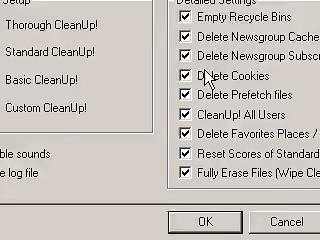 Setup
Detailed Settings
Thorough CleanUp!
Standard CleanUp!
Basic CleanUp!
Custom CleanUp!
ble sounds
e log file
Empty Recycle Bins
Delete Newsgroup Cache
Delete Newsgroup Subscr
Delete Cookies
Delete Prefetch files
CleanUp! All Users
Delete Favorites Places /
Reset Scores of Standard
Fully Erase Files (Wipe Cle
OK
Cancel